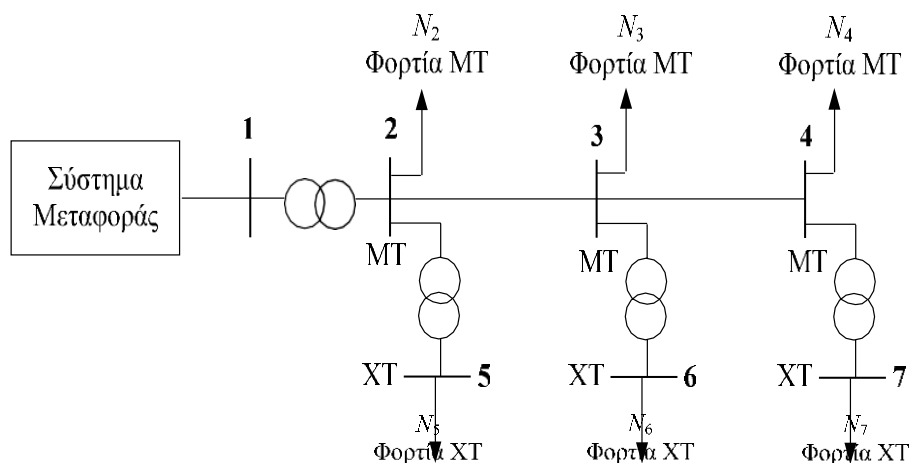 N₂
Φορτία ΜΤ
N₃
Φορτία ΜΤ
N₄
Φορτία ΜΤ
1
2
3
4
Σύστημα
Μεταφοράς
ΜΤ
ΜΤ
ΜΤ
ΧΤ
5
ΧΤ
6
ΧΤ
7
N₅
Φορτία ΧΤ
N₆
Φορτία ΧΤ
N₇
Φορτία ΧΤ